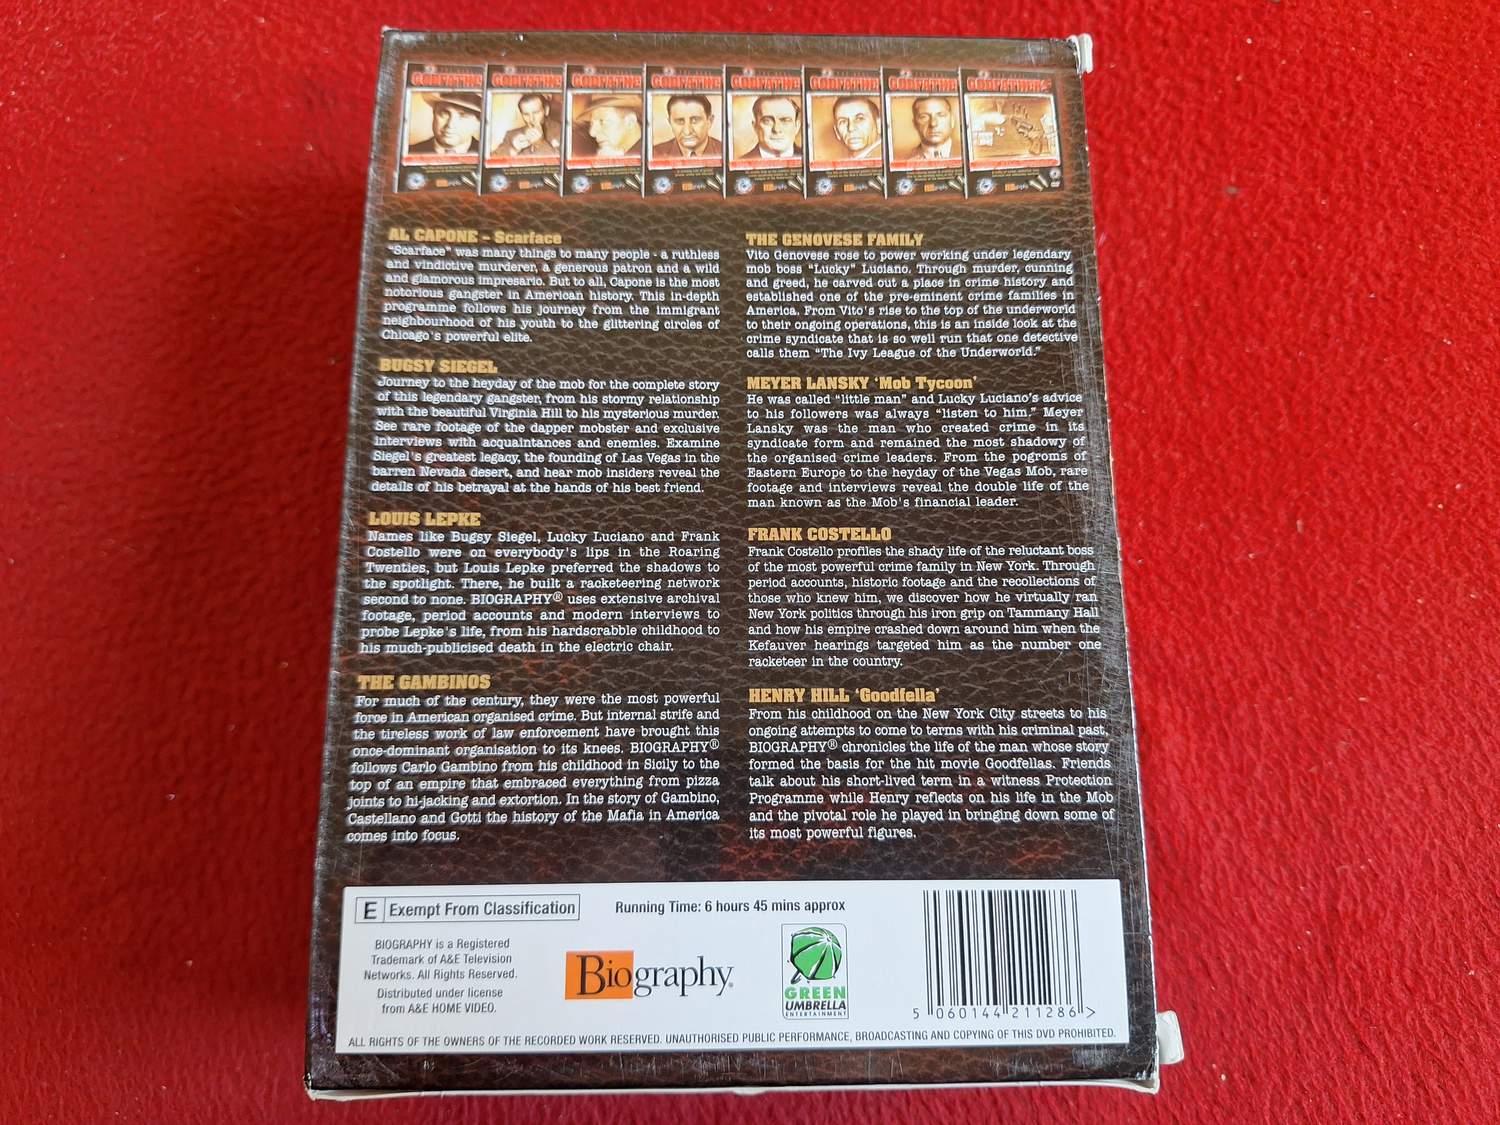 GODFATHE
GODFATHE
GODFATHE
GODFATHE
GODFATHE
GODFATHE
GODFATHE
GODFATHERS
AL CAPONE - Scarface
"Scarface" was many things to many people - a ruthless
and vindictive murderer, a generous patron and a wild
and glamorous impresario. But to all, Capone is the most
notorious gangster in American history. This in-depth
programme follows his journey from the immigrant
neighbourhood of his youth to the glittering circles of
Chicago's powerful elite.
BUGSY SIEGEL
Journey to the heyday of the mob for the complete story
of this legendary gangster, from his stormy relationship
with the beautiful Virginia Hill to his mysterious murder.
See rare footage of the dapper mobster and exclusive
interviews with acquaintances and enemies. Examine
Siegel's greatest legacy, the founding of Las Vegas in the
barren Nevada desert, and hear mob insiders reveal the
details of his betrayal at the hands of his best friend.
LOUIS LEPKE
Names like Bugsy Siegel, Lucky Luciano and Frank
Costello were on everybody's lips in the Roaring
Twenties, but Louis Lepke preferred the shadows to
the spotlight. There, he built a racketeering network
second to none. BIOGRAPHY® uses extensive archival
footage, period accounts and modern interviews to
probe Lepke's life, from his hardscrabble childhood to
his much-publicised death in the electric chair.
THE GAMBINOS
For much of the century, they were the most powerful
force in American organised crime. But internal strife and
the tireless work of law enforcement have brought this
once-dominant organisation to its knees. BIOGRAPHY®
follows Carlo Gambino from his childhood in Sicily to the
top of an empire that embraced everything from pizza
joints to hi-jacking and extortion. In the story of Gambino,
Castellano and Gotti the history of the Mafia in America
comes into focus.
THE GENOVESE FAMILY
Vito Genovese rose to power working under legendary
mob boss "Lucky" Luciano. Through murder, cunning
and greed, he carved out a place in crime history and
established one of the pre-eminent crime families in
America. From Vito's rise to the top of the underworld
to their ongoing operations, this is an inside look at the
crime syndicate that is so well run that one detective
calls them "The Ivy League of the Underworld."
MEYER LANSKY 'Mob Tycoon'
He was called "little man" and Lucky Luciano's advice
to his followers was always "listen to him." Meyer
Lansky was the man who created crime in its
syndicate form and remained the most shadowy of
the organised crime leaders. From the pogroms of
Eastern Europe to the heyday of the Vegas Mob, rare
footage and interviews reveal the double life of the
man known as the Mob's financial leader.
FRANK COSTELLO
Frank Costello profiles the shady life of the reluctant boss
of the most powerful crime family in New York. Through
period accounts, historic footage and the recollections of
those who knew him, we discover how he virtually ran
New York politics through his iron grip on Tammany Hall
and how his empire crashed down around him when the
Kefauver hearings targeted him as the number one
racketeer in the country.
HENRY HILL 'Goodfella'
From his childhood on the New York City streets to his
ongoing attempts to come to terms with his criminal past,
BIOGRAPHY® chronicles the life of the man whose story
formed the basis for the hit movie Goodfellas. Friends
talk about his short-lived term in a witness Protection
Programme while Henry reflects on his life in the Mob
and the pivotal role he played in bringing down some of
its most powerful figures.
E Exempt From Classification
Running Time: 6 hours 45 mins approx
BIOGRAPHY is a Registered
Trademark of A&E Television
Networks. All Rights Reserved.
Distributed under license
from A&E HOME VIDEO.
Biography®
GREEN
UMBRELLA
ENTERTAINMENT
5 060144 211286 >
ALL RIGHTS OF THE OWNERS OF THE RECORDED WORK RESERVED. UNAUTHORISED PUBLIC PERFORMANCE, BROADCASTING AND COPYING OF THIS DVD PROHIBITED.